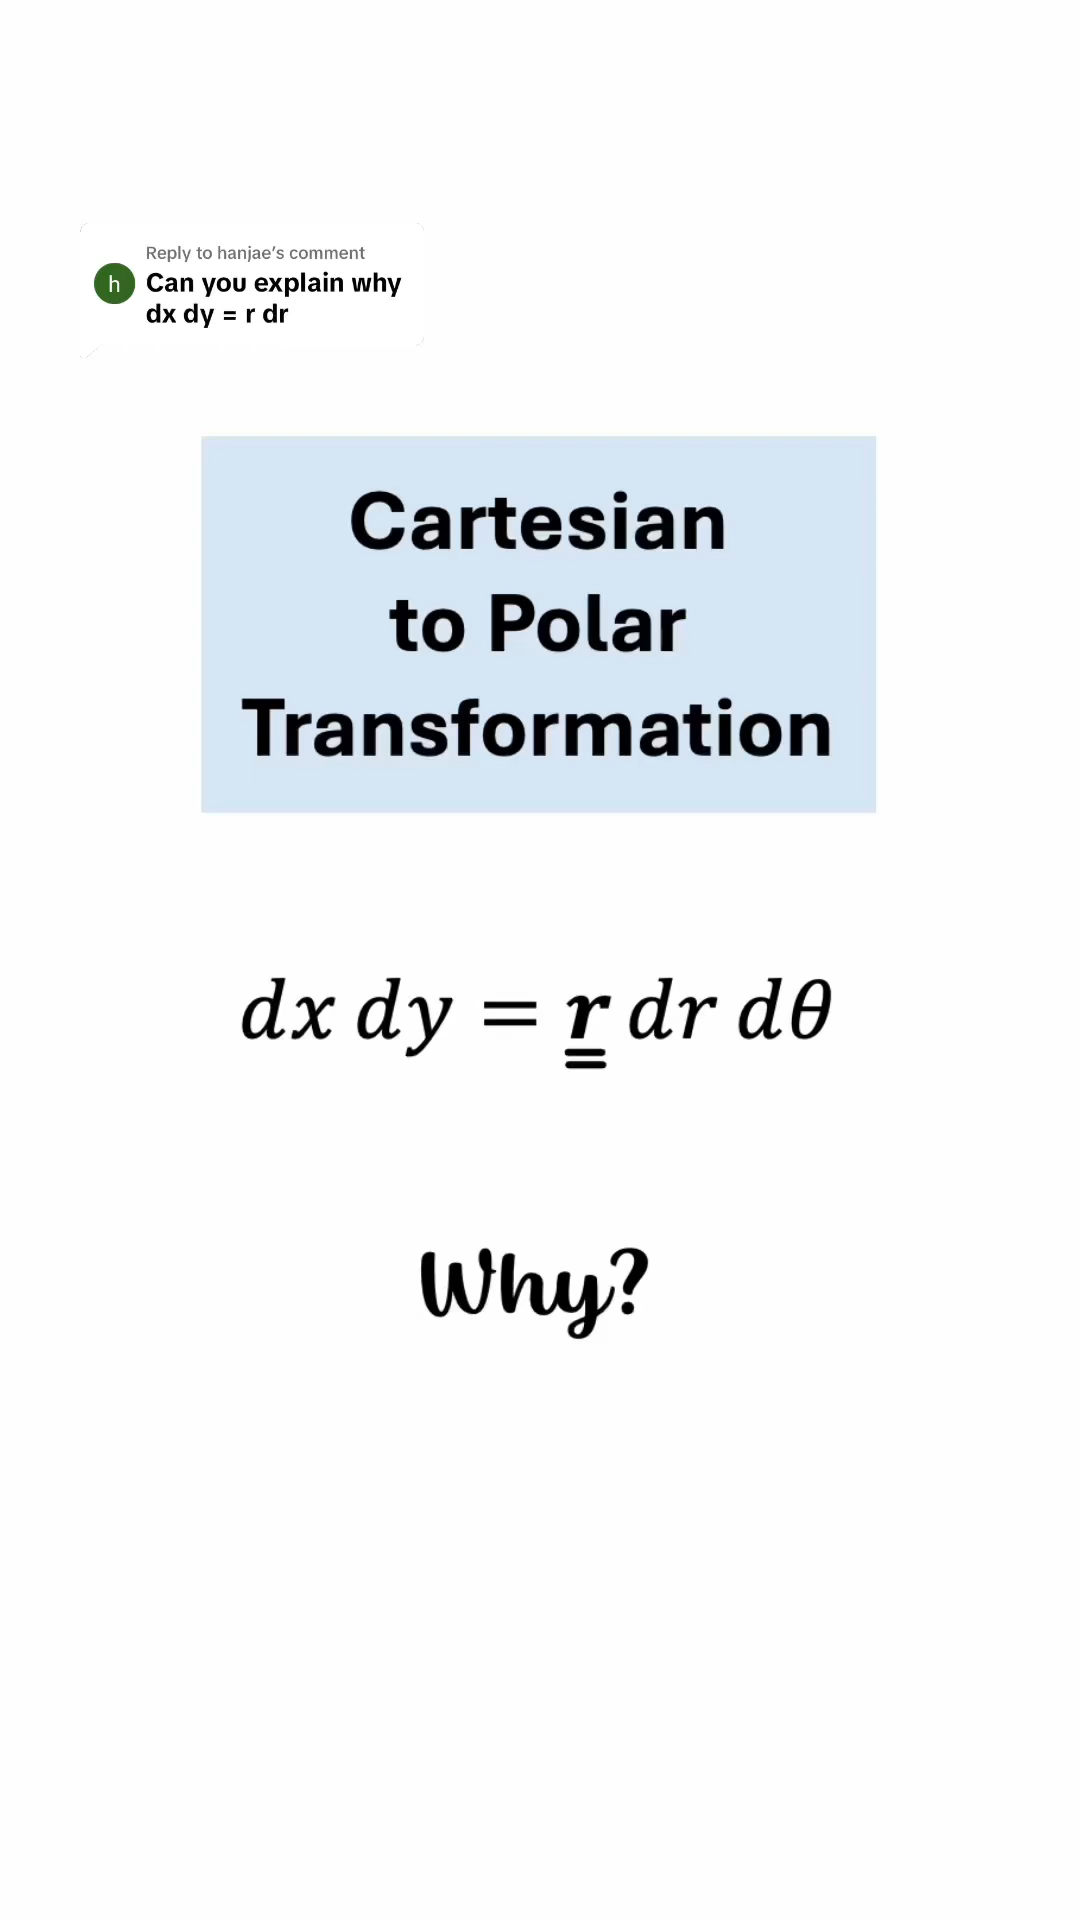 Reply to hanjae's comment
h
Can you explain why
dx dy = r dr
Cartesian
to Polar
Transformation
dx dy = r dr dθ
Why?